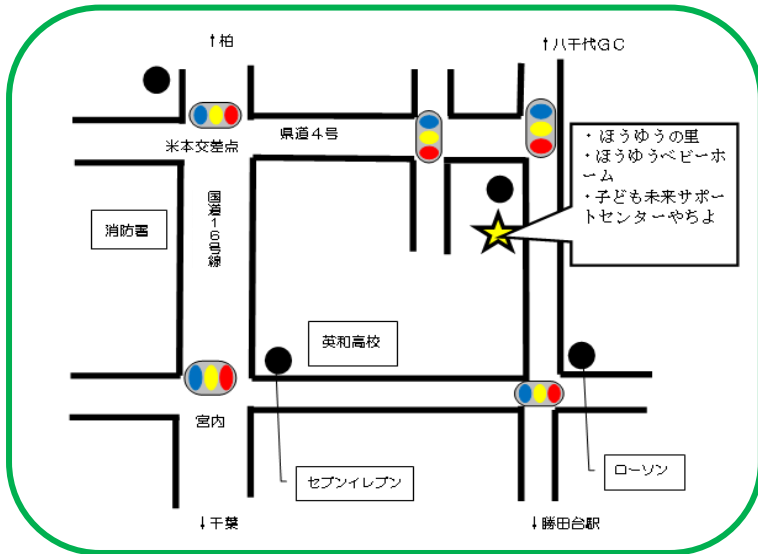 ↑柏
↑八千代GC
県道4号
米本交差点
・ほうゆうの里
・ほうゆうベビーホ
ーム
・子ども未来サポー
トセンターやちよ
国道16号線
消防署
英和高校
宮内
セブンイレブン
ローソン
↓千葉
↓勝田台駅